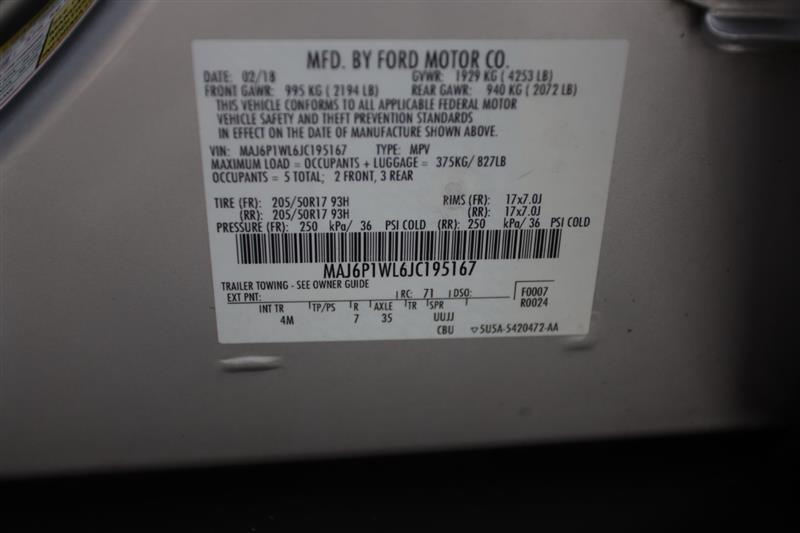 MFD. BY FORD MOTOR CO.
DATE: 02/18 GVWR: 1929 KG ( 4253 LB)
FRONT GAWR: 995 KG ( 2194 LB) REAR GAWR: 940 KG ( 2072 LB)
THIS VEHICLE CONFORMS TO ALL APPLICABLE FEDERAL MOTOR
VEHICLE SAFETY AND THEFT PREVENTION STANDARDS
IN EFFECT ON THE DATE OF MANUFACTURE SHOWN ABOVE.
VIN: MAJ6P1WL6JC195167 TYPE: MPV
MAXIMUM LOAD = OCCUPANTS + LUGGAGE = 375KG/ 827LB
OCCUPANTS = 5 TOTAL; 2 FRONT, 3 REAR
TIRE (FR): 205/50R17 93H RIMS (FR): 17x7.0J
(RR): 205/50R17 93H (RR): 17x7.0J
PRESSURE (FR): 250 kPa/ 36 PSI COLD (RR): 250 kPa/ 36 PSI COLD
MAJ6P1WL6JC195167
TRAILER TOWING - SEE OWNER GUIDE
EXT PNT: RC: 71 DSO: F0007
R0024
INT TR TP/PS R AXLE TR SPR
4M 7 35 UUJJ
CBU ▽5U5A-5420472-AA